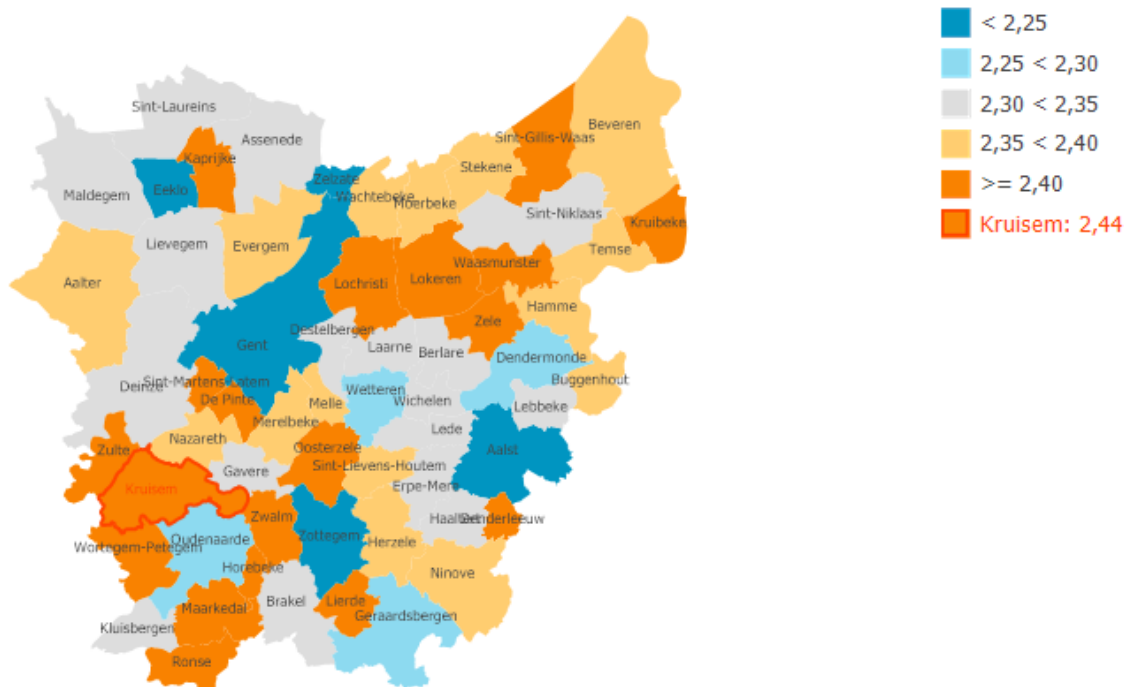 < 2,25
2,25 < 2,30
2,30 < 2,35
2,35 < 2,40
>= 2,40
Kruisem: 2,44
Sint-Laureins
Assenede
Kaprijke
Eeklo
Maldegem
Zelzate
Wachtebeke
Moerbeke
Stekene
Sint-Gillis-Waas
Beveren
Sint-Niklaas
Kruibeke
Temse
Lievegem
Evergem
Aalter
Lochristi
Lokeren
Waasmunster
Hamme
Zele
Gent
Destelbergen
Laarne
Berlare
Dendermonde
Buggenhout
Deinze
Sint-Martens-Latem
De Pinte
Melle
Wetteren
Wichelen
Lebbeke
Merelbeke
Nazareth
Lede
Aalst
Zulte
Oosterzele
Gavere
Sint-Lievens-Houtem
Kruisem
Erpe-Mere
Zwalm
Haaltert
Denderleeuw
Zottegem
Herzele
Oudenaarde
Wortegem-Petegem
Horebeke
Ninove
Maarkedal
Brakel
Lierde
Geraardsbergen
Kluisbergen
Ronse